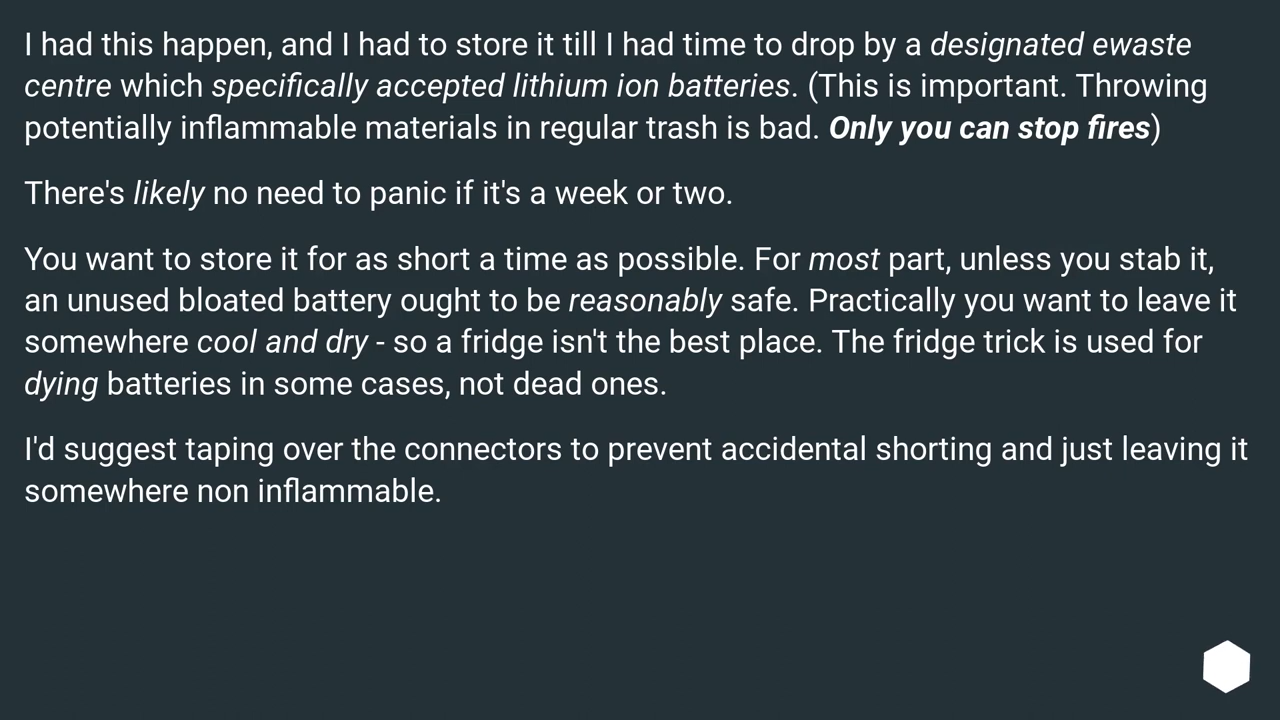 I had this happen, and I had to store it till I had time to drop by a designated ewaste
centre which specifically accepted lithium ion batteries. (This is important. Throwing
potentially inflammable materials in regular trash is bad. Only you can stop fires)
There's likely no need to panic if it's a week or two.
You want to store it for as short a time as possible. For most part, unless you stab it,
an unused bloated battery ought to be reasonably safe. Practically you want to leave it
somewhere cool and dry - so a fridge isn't the best place. The fridge trick is used for
dying batteries in some cases, not dead ones.
I'd suggest taping over the connectors to prevent accidental shorting and just leaving it
somewhere non inflammable.